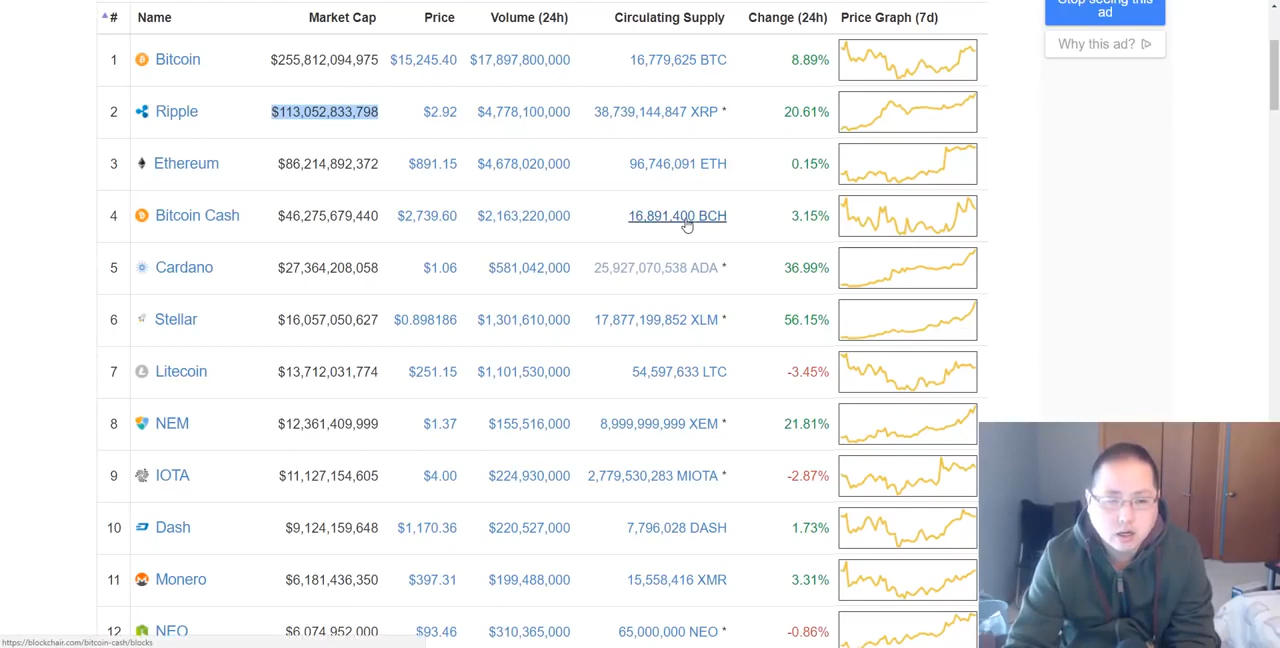 Stop seeing this
ad
Why this ad?
# Name Market Cap Price Volume (24h) Circulating Supply Change (24h) Price Graph (7d)
1 Bitcoin $255,812,094,975 $15,245.40 $17,897,800,000 16,779,625 BTC 8.89%
2 Ripple $113,052,833,798 $2.92 $4,778,100,000 38,739,144,847 XRP * 20.61%
3 Ethereum $86,214,892,372 $891.15 $4,678,020,000 96,746,091 ETH 0.15%
4 Bitcoin Cash $46,275,679,440 $2,739.60 $2,163,220,000 16,891,400 BCH 3.15%
5 Cardano $27,364,208,058 $1.06 $581,042,000 25,927,070,538 ADA * 36.99%
6 Stellar $16,057,050,627 $0.898186 $1,301,610,000 17,877,199,852 XLM * 56.15%
7 Litecoin $13,712,031,774 $251.15 $1,101,530,000 54,597,633 LTC -3.45%
8 NEM $12,361,409,999 $1.37 $155,516,000 8,999,999,999 XEM * 21.81%
9 IOTA $11,127,154,605 $4.00 $224,930,000 2,779,530,283 MIOTA * -2.87%
10 Dash $9,124,159,648 $1,170.36 $220,527,000 7,796,028 DASH 1.73%
11 Monero $6,181,436,350 $397.31 $199,488,000 15,558,416 XMR 3.31%
12 NEO $6,074,952,000 $93.46 $310,365,000 65,000,000 NEO * -0.86%
https://blockchair.com/bitcoin-cash/blocks